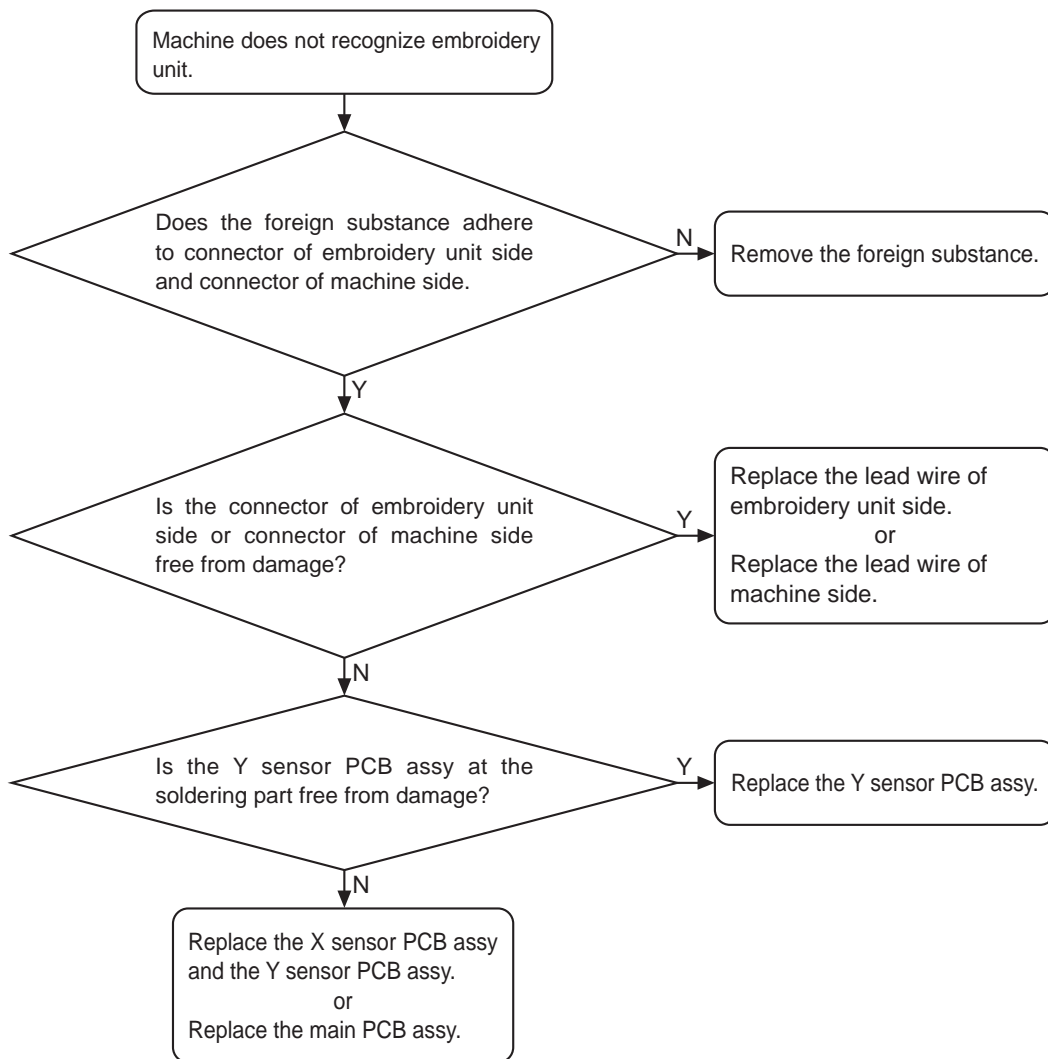 Machine does not recognize embroidery
unit.
Does the foreign substance adhere
to connector of embroidery unit side
and connector of machine side.
N
Remove the foreign substance.
Y
Is the connector of embroidery unit
side or connector of machine side
free from damage?
Y
Replace the lead wire of
embroidery unit side.
or
Replace the lead wire of
machine side.
N
Is the Y sensor PCB assy at the
soldering part free from damage?
Y
Replace the Y sensor PCB assy.
N
Replace the X sensor PCB assy
and the Y sensor PCB assy.
or
Replace the main PCB assy.